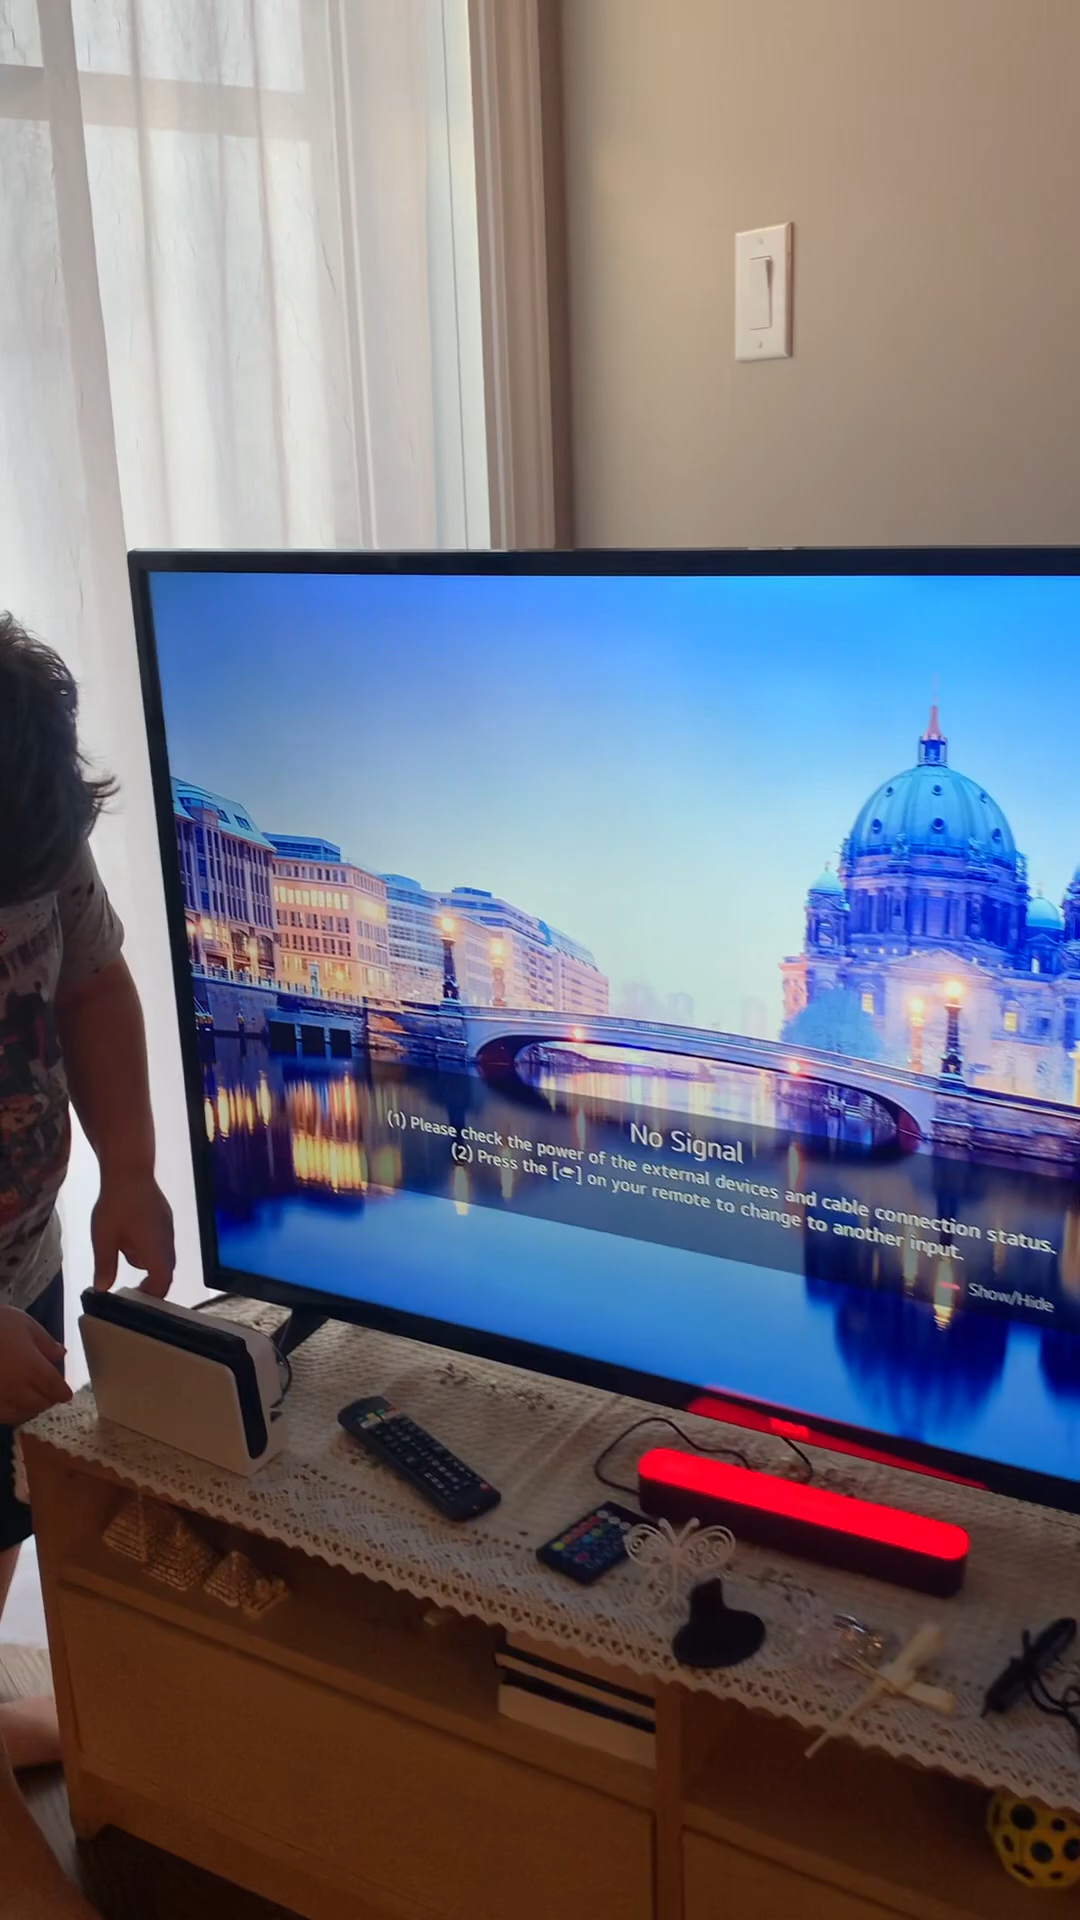 No Signal
(1) Please check the power of the external devices and cable connection status.
(2) Press the [] on your remote to change to another input.
Show/Hide